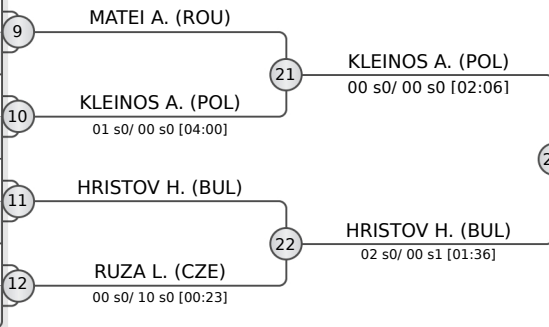 MATEI A. (ROU)
9
KLEINOS A. (POL)
21
00 s0/ 00 s0 [02:06]
KLEINOS A. (POL)
10
01 s0/ 00 s0 [04:00]
HRISTOV H. (BUL)
11
HRISTOV H. (BUL)
22
02 s0/ 00 s1 [01:36]
RUZA L. (CZE)
12
00 s0/ 10 s0 [00:23]